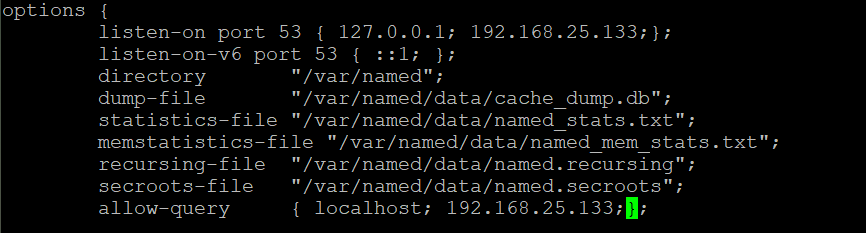 options {
        listen-on port 53 { 127.0.0.1; 192.168.25.133;};
        listen-on-v6 port 53 { ::1; };
        directory       "/var/named";
        dump-file       "/var/named/data/cache_dump.db";
        statistics-file "/var/named/data/named_stats.txt";
        memstatistics-file "/var/named/data/named_mem_stats.txt";
        recursing-file  "/var/named/data/named.recursing";
        secroots-file   "/var/named/data/named.secroots";
        allow-query     { localhost; 192.168.25.133;};